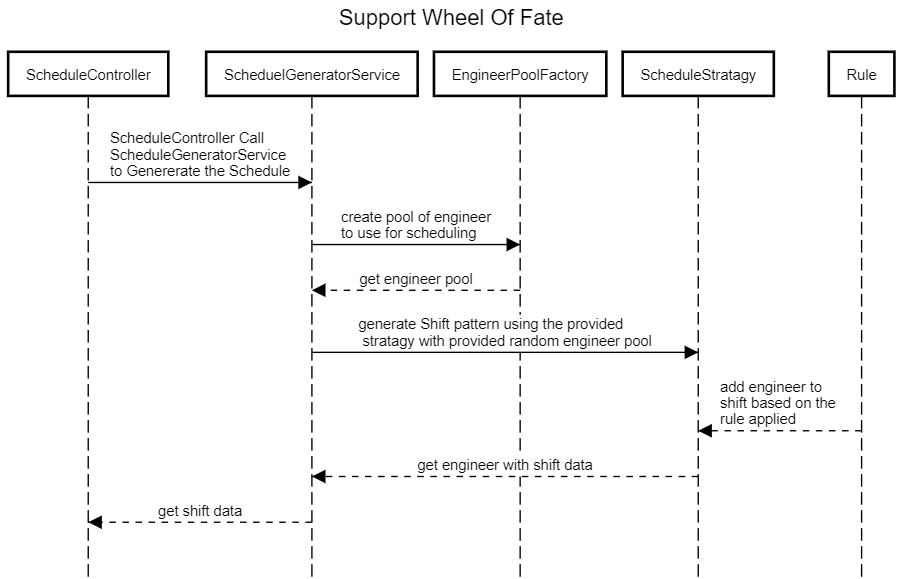 Support Wheel Of Fate
ScheduleController
ScheduelGeneratorService
EngineerPoolFactory
ScheduleStratagy
Rule
ScheduleController Call
ScheduleGeneratorService
to Genererate the Schedule
create pool of engineer
to use for scheduling
get engineer pool
generate Shift pattern using the provided
stratagy with provided random engineer pool
add engineer to
shift based on the
rule applied
get engineer with shift data
get shift data